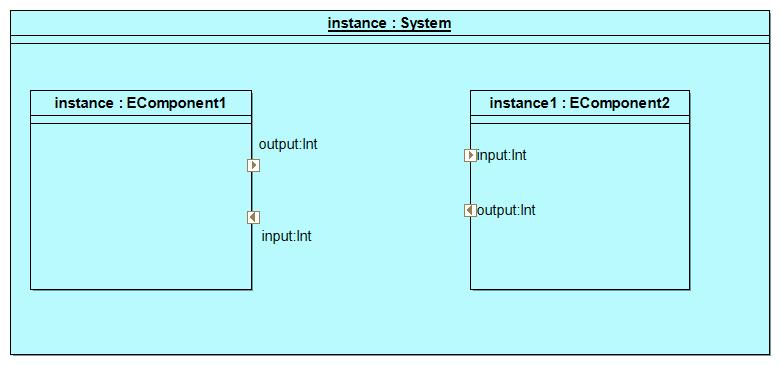 instance : System
instance : EComponent1
instance1 : EComponent2
output:Int
input:Int
input:Int
output:Int